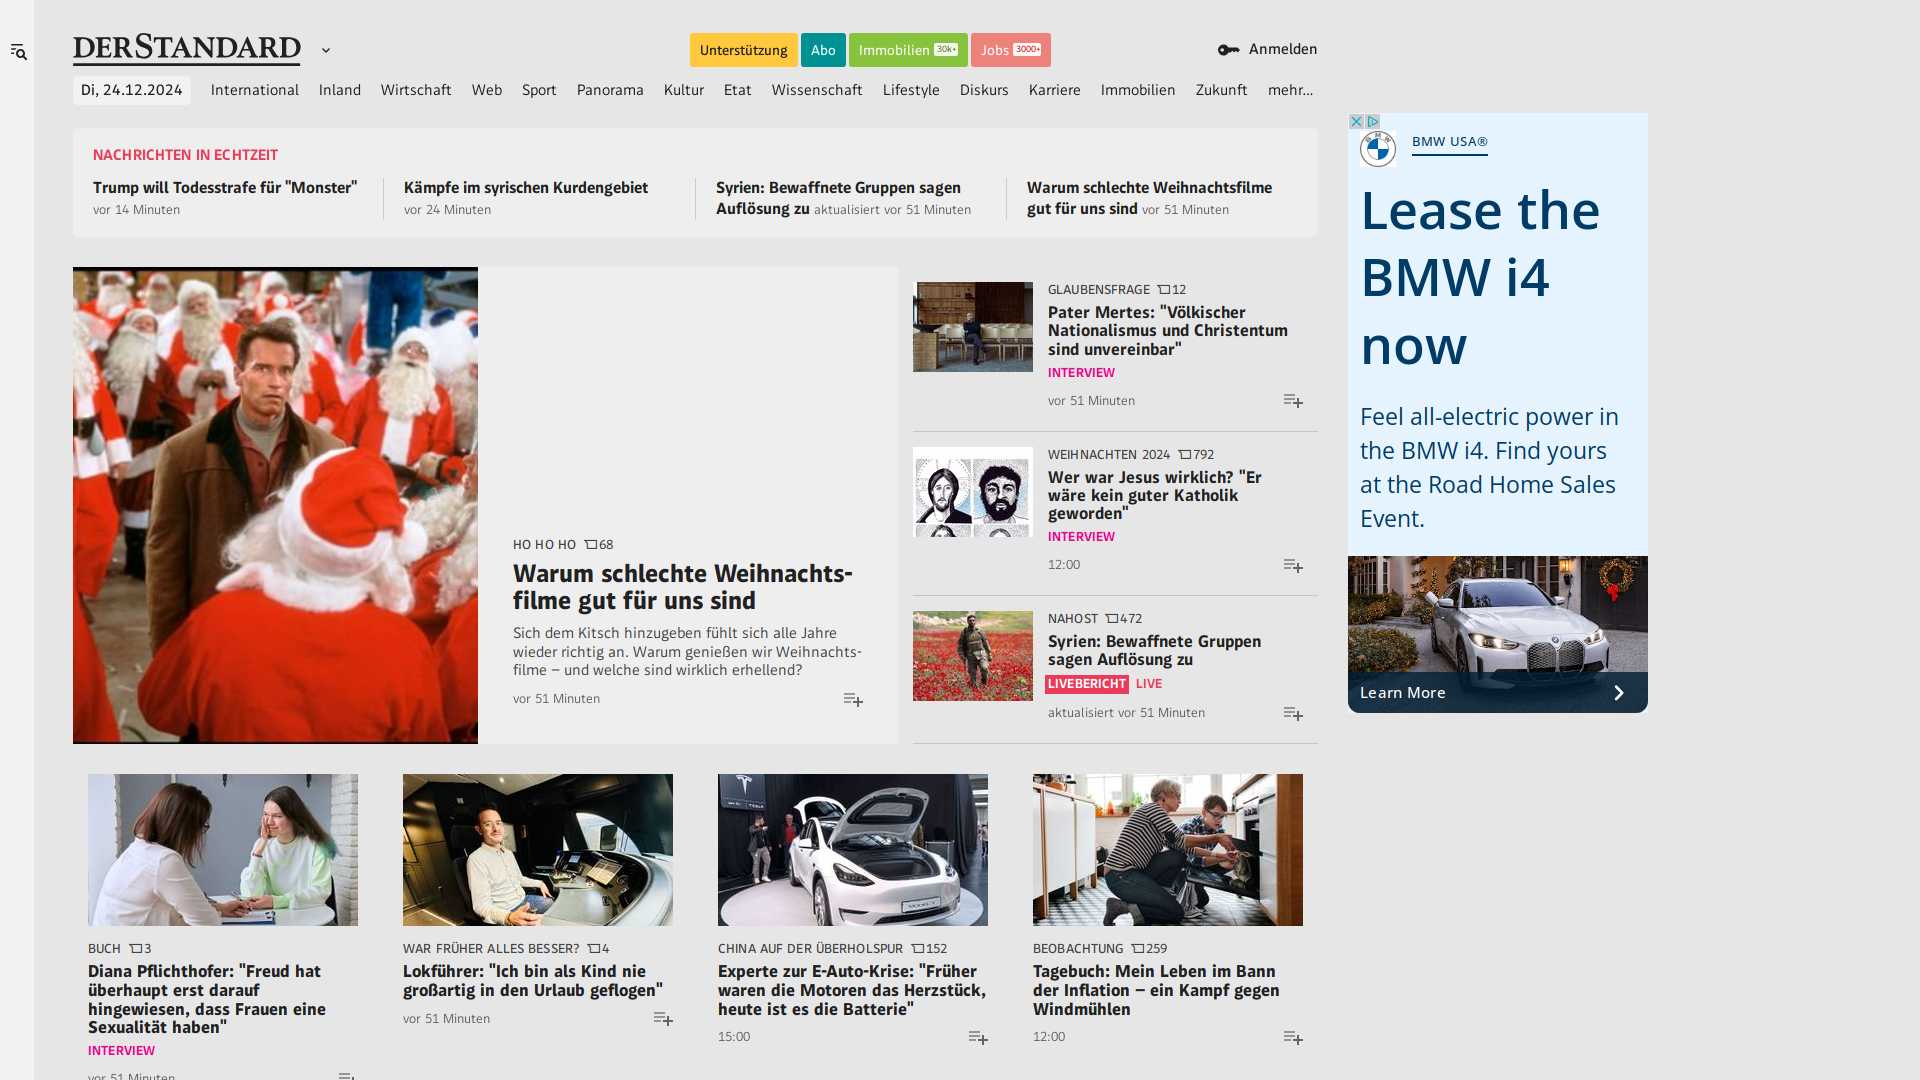 DERSTANDARD
Unterstützung
Abo
Immobilien 30k+
Jobs 3000+
Anmelden
Di, 24.12.2024
International
Inland
Wirtschaft
Web
Sport
Panorama
Kultur
Etat
Wissenschaft
Lifestyle
Diskurs
Karriere
Immobilien
Zukunft
mehr…
NACHRICHTEN IN ECHTZEIT
Trump will Todesstrafe für "Monster"
vor 14 Minuten
Kämpfe im syrischen Kurdengebiet
vor 24 Minuten
Syrien: Bewaffnete Gruppen sagen
Auflösung zu aktualisiert vor 51 Minuten
Warum schlechte Weihnachtsfilme
gut für uns sind vor 51 Minuten
HO HO HO 68
Warum schlechte Weihnachts-
filme gut für uns sind
Sich dem Kitsch hinzugeben fühlt sich alle Jahre
wieder richtig an. Warum genießen wir Weihnachts-
filme – und welche sind wirklich erhellend?
vor 51 Minuten
GLAUBENSFRAGE 12
Pater Mertes: "Völkischer
Nationalismus und Christentum
sind unvereinbar"
INTERVIEW
vor 51 Minuten
WEIHNACHTEN 2024 792
Wer war Jesus wirklich? "Er
wäre kein guter Katholik
geworden"
INTERVIEW
12:00
NAHOST 472
Syrien: Bewaffnete Gruppen
sagen Auflösung zu
LIVEBERICHT LIVE
aktualisiert vor 51 Minuten
BUCH 3
Diana Pflichthofer: "Freud hat
überhaupt erst darauf
hingewiesen, dass Frauen eine
Sexualität haben"
INTERVIEW
vor 51 Minuten
WAR FRÜHER ALLES BESSER? 4
Lokführer: "Ich bin als Kind nie
großartig in den Urlaub geflogen"
vor 51 Minuten
TESLA
MODEL Y
CHINA AUF DER ÜBERHOLSPUR 152
Experte zur E-Auto-Krise: "Früher
waren die Motoren das Herzstück,
heute ist es die Batterie"
15:00
BEOBACHTUNG 259
Tagebuch: Mein Leben im Bann
der Inflation – ein Kampf gegen
Windmühlen
12:00
BMW
BMW USA®
Lease the
BMW i4
now
Feel all-electric power in
the BMW i4. Find yours
at the Road Home Sales
Event.
Learn More